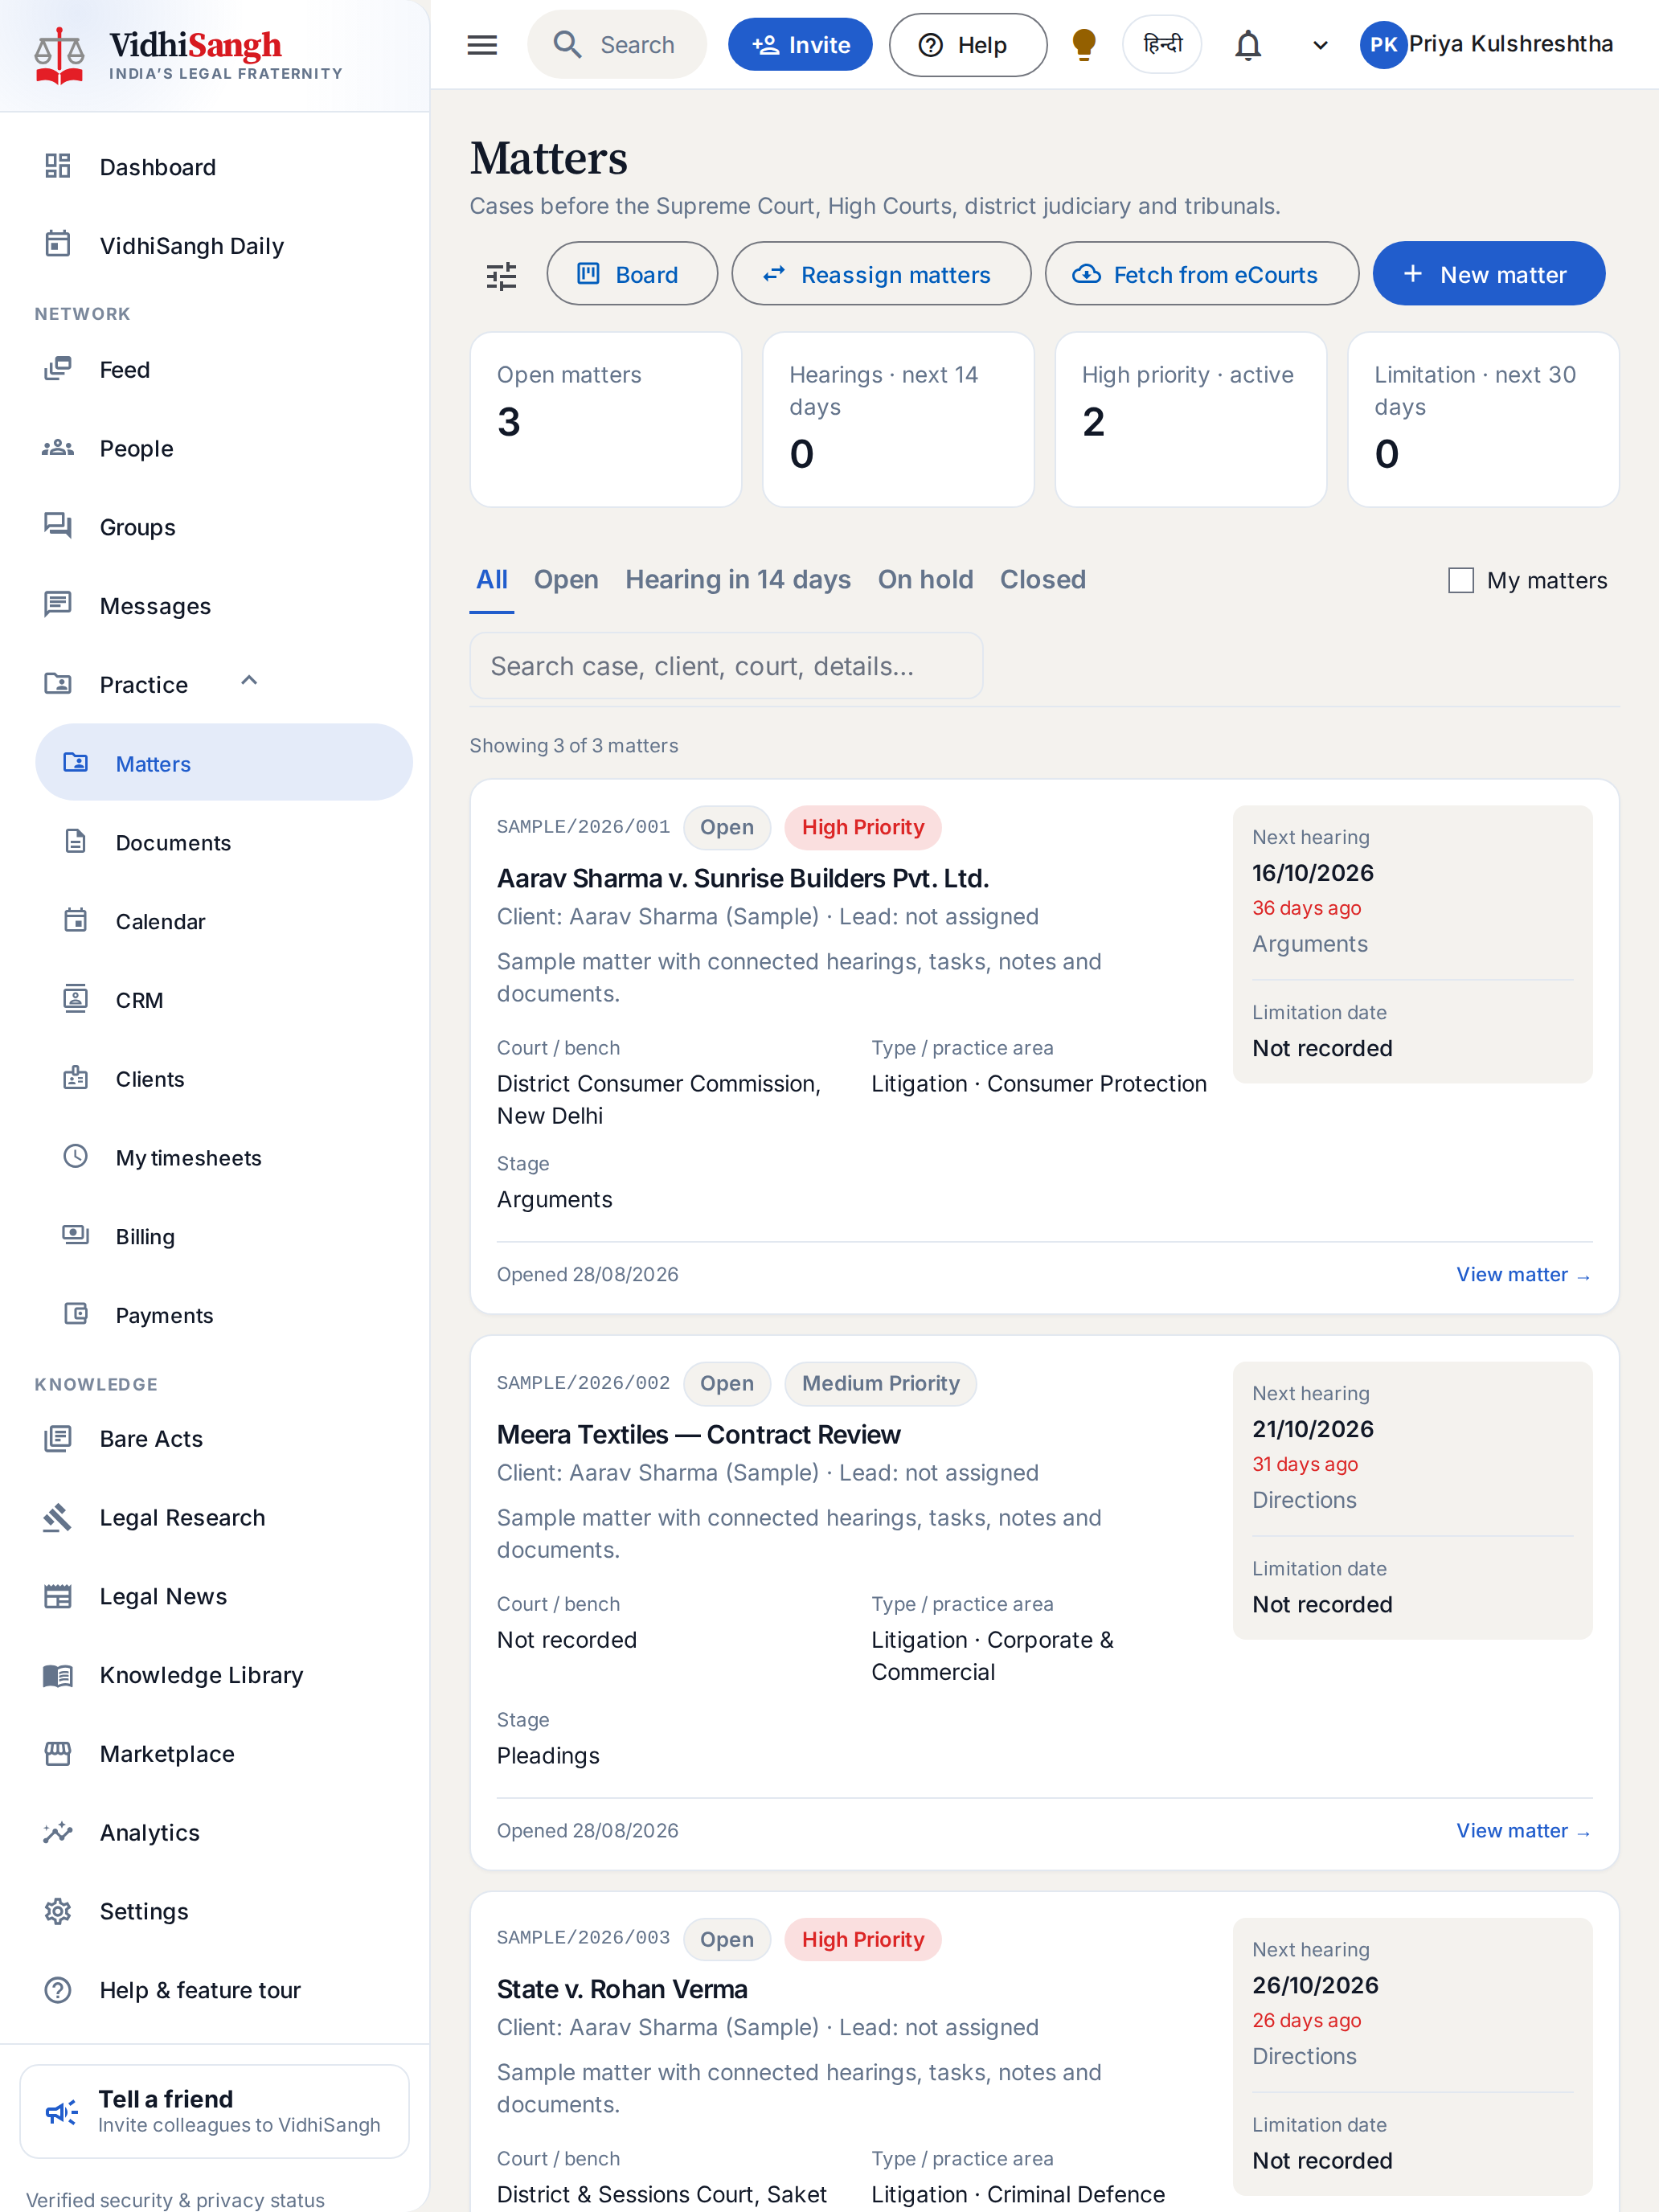 VidhiSangh
INDIA'S LEGAL FRATERNITY
Dashboard
VidhiSangh Daily
NETWORK
Feed
People
Groups
Messages
Practice
Matters
Documents
Calendar
CRM
Clients
My timesheets
Billing
Payments
KNOWLEDGE
Bare Acts
Legal Research
Legal News
Knowledge Library
Marketplace
Analytics
Settings
Help & feature tour
Tell a friend
Invite colleagues to VidhiSangh
Verified security & privacy status
Search
Invite
Help
हिन्दी
PK Priya Kulshreshtha
Matters
Cases before the Supreme Court, High Courts, district judiciary and tribunals.
Board
Reassign matters
Fetch from eCourts
+ New matter
Open matters
3
Hearings · next 14
days
0
High priority · active
2
Limitation · next 30
days
0
All Open Hearing in 14 days On hold Closed
My matters
Search case, client, court, details...
Showing 3 of 3 matters
SAMPLE/2026/001 Open High Priority
Aarav Sharma v. Sunrise Builders Pvt. Ltd.
Client: Aarav Sharma (Sample) · Lead: not assigned
Sample matter with connected hearings, tasks, notes and
documents.
Court / bench
District Consumer Commission,
New Delhi
Type / practice area
Litigation · Consumer Protection
Stage
Arguments
Next hearing
16/10/2026
36 days ago
Arguments
Limitation date
Not recorded
Opened 28/08/2026
View matter →
SAMPLE/2026/002 Open Medium Priority
Meera Textiles — Contract Review
Client: Aarav Sharma (Sample) · Lead: not assigned
Sample matter with connected hearings, tasks, notes and
documents.
Court / bench
Not recorded
Type / practice area
Litigation · Corporate &
Commercial
Stage
Pleadings
Next hearing
21/10/2026
31 days ago
Directions
Limitation date
Not recorded
Opened 28/08/2026
View matter →
SAMPLE/2026/003 Open High Priority
State v. Rohan Verma
Client: Aarav Sharma (Sample) · Lead: not assigned
Sample matter with connected hearings, tasks, notes and
documents.
Court / bench
District & Sessions Court, Saket
Type / practice area
Litigation · Criminal Defence
Next hearing
26/10/2026
26 days ago
Directions
Limitation date
Not recorded